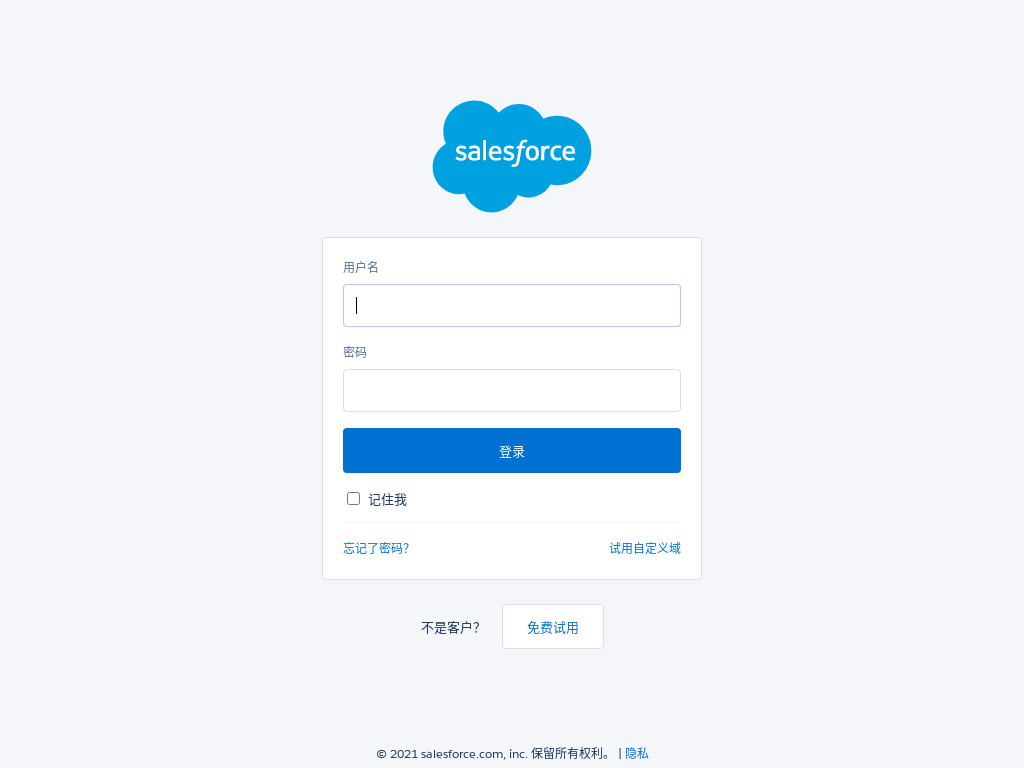 salesforce
用户名
密码
登录
记住我
忘记了密码?
试用自定义域
不是客户?
免费试用
© 2021 salesforce.com, inc. 保留所有权利。 | 隐私